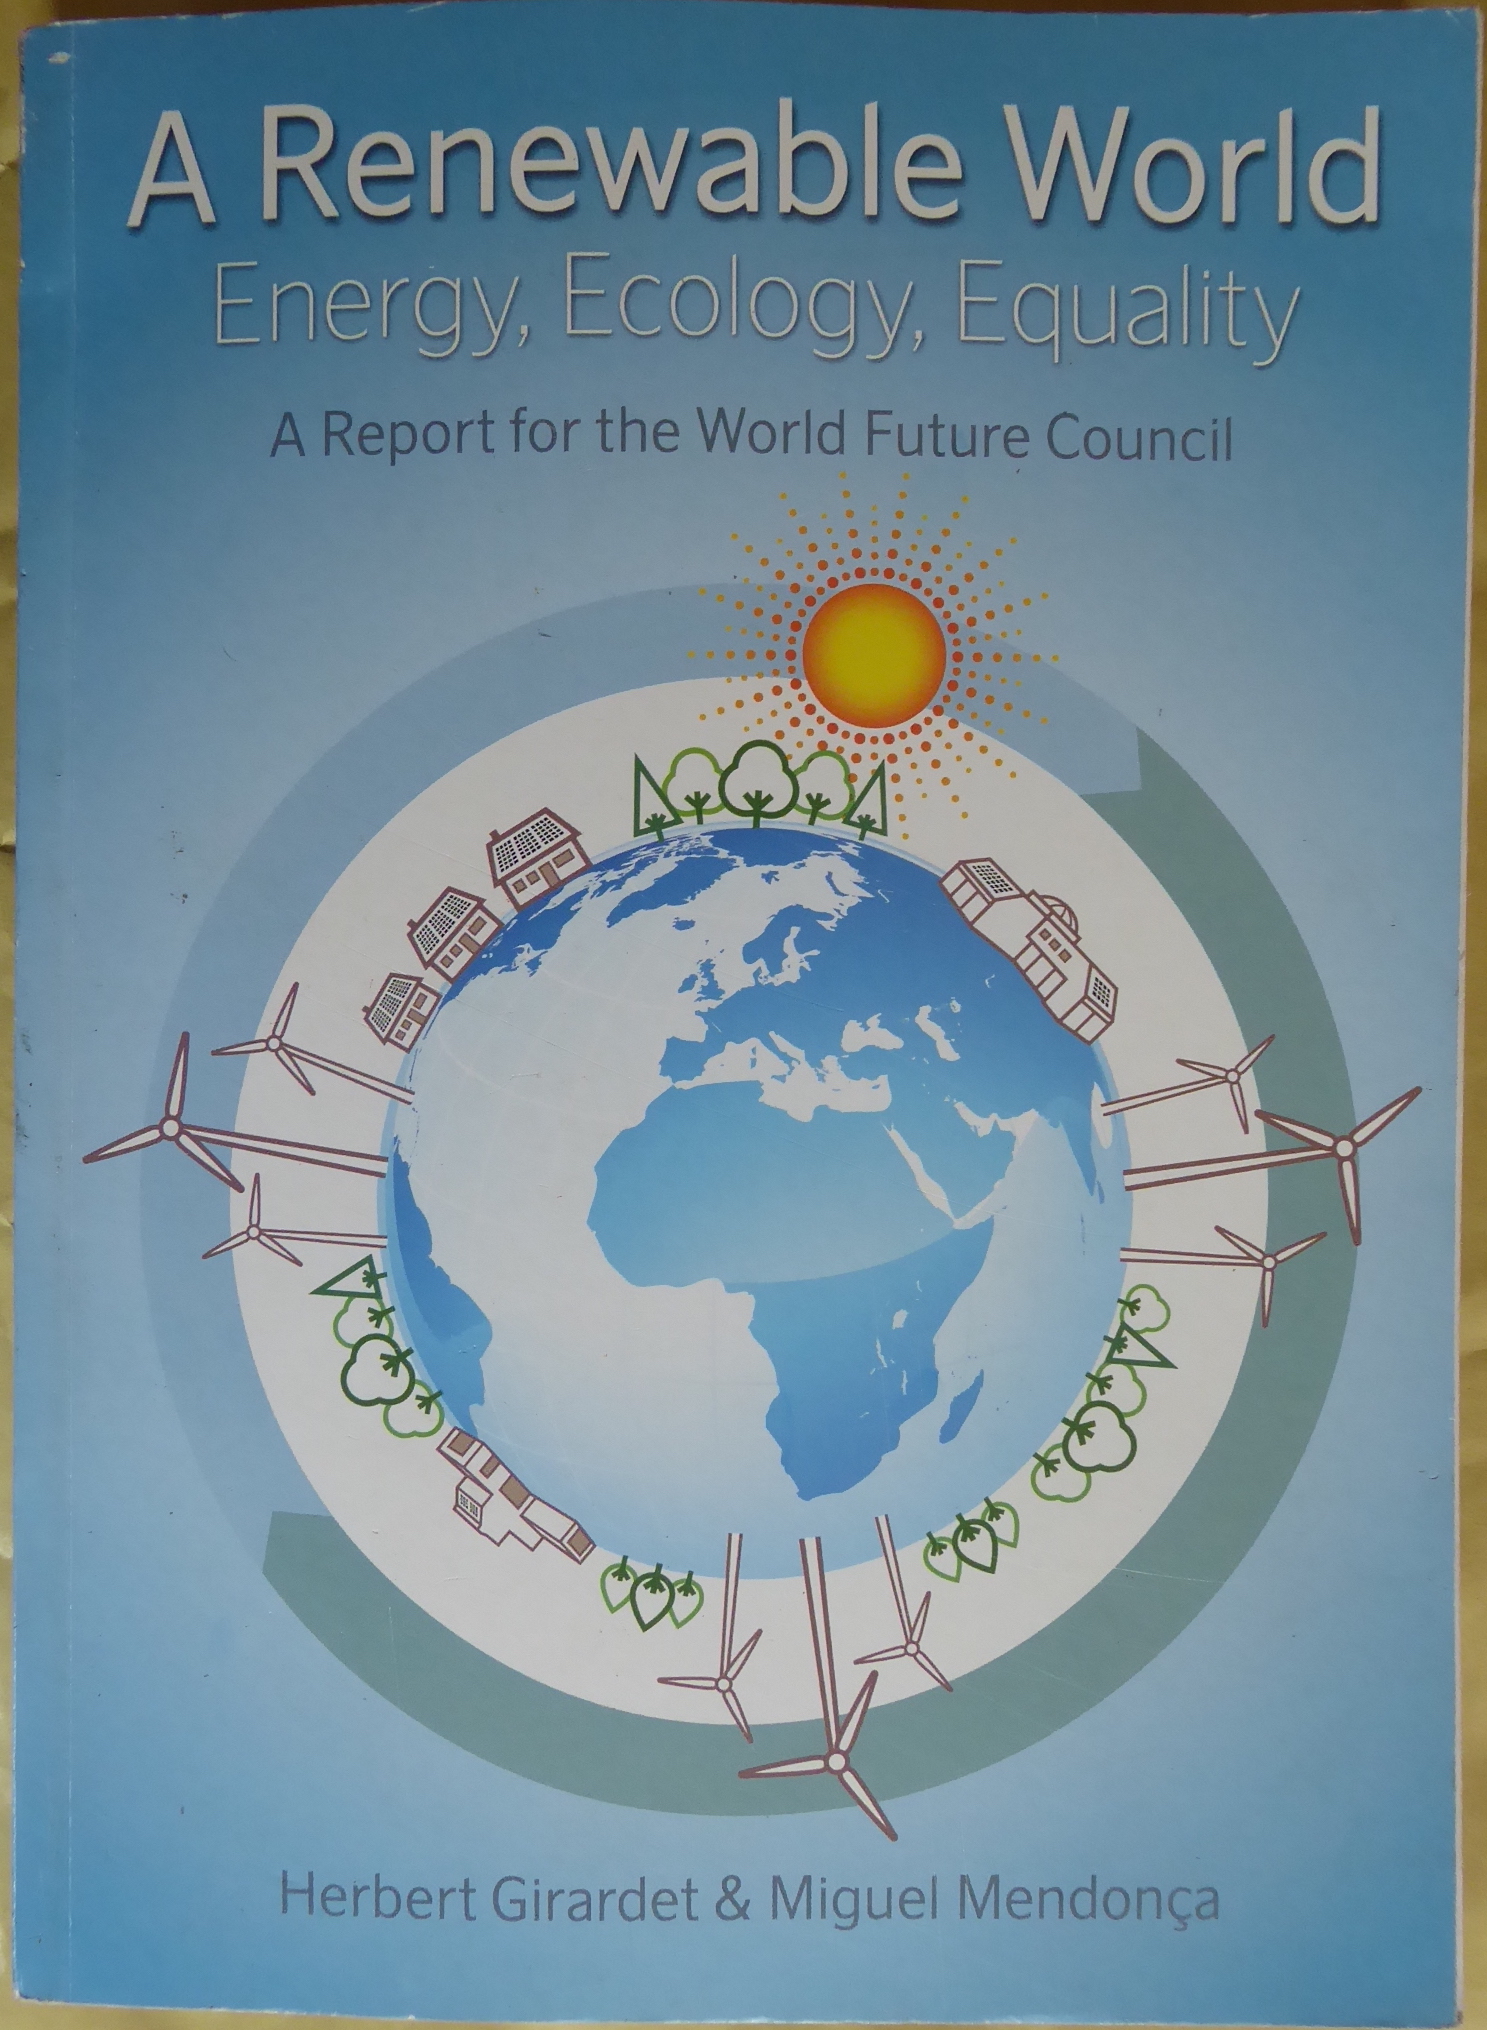 A Renewable World
Energy, Ecology, Equality
A Report for the World Future Council
Herbert Girardet & Miguel Mendonça